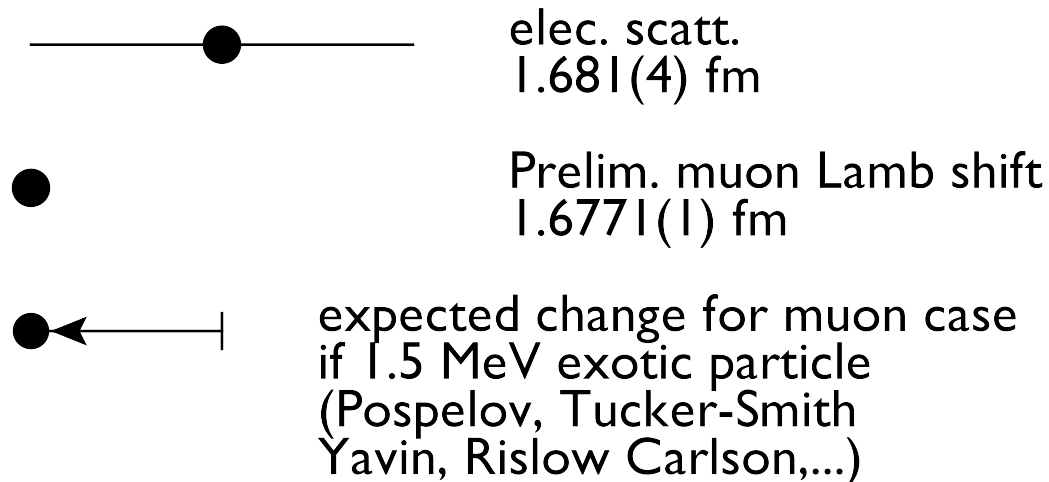 elec. scatt.
1.681(4) fm
Prelim. muon Lamb shift
1.6771(1) fm
expected change for muon case
if 1.5 MeV exotic particle
(Pospelov, Tucker-Smith
Yavin, Rislow Carlson,...)